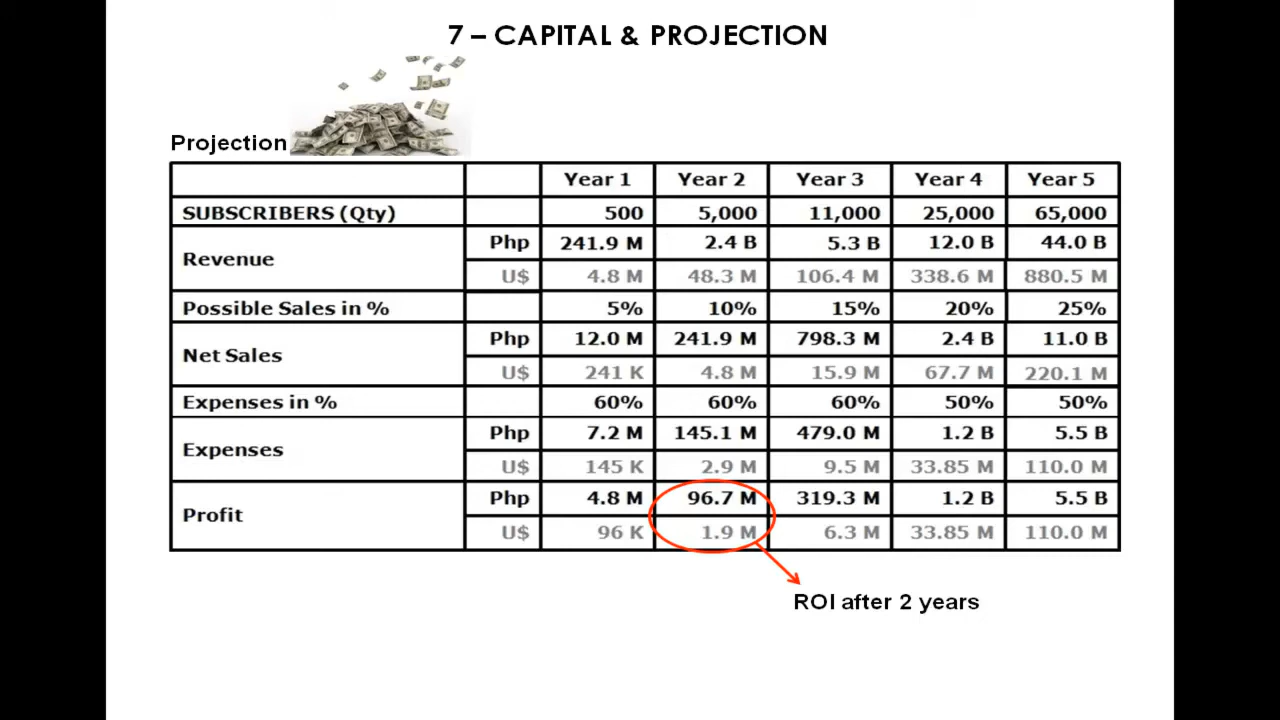 7 – CAPITAL & PROJECTION
Projection
Year 1 Year 2 Year 3 Year 4 Year 5
SUBSCRIBERS (Qty) 500 5,000 11,000 25,000 65,000
Revenue
Php 241.9 M 2.4 B 5.3 B 12.0 B 44.0 B
U$ 4.8 M 48.3 M 106.4 M 338.6 M 880.5 M
Possible Sales in % 5% 10% 15% 20% 25%
Net Sales
Php 12.0 M 241.9 M 798.3 M 2.4 B 11.0 B
U$ 241 K 4.8 M 15.9 M 67.7 M 220.1 M
Expenses in % 60% 60% 60% 50% 50%
Expenses
Php 7.2 M 145.1 M 479.0 M 1.2 B 5.5 B
U$ 145 K 2.9 M 9.5 M 33.85 M 110.0 M
Profit
Php 4.8 M 96.7 M 319.3 M 1.2 B 5.5 B
U$ 96 K 1.9 M 6.3 M 33.85 M 110.0 M
ROI after 2 years